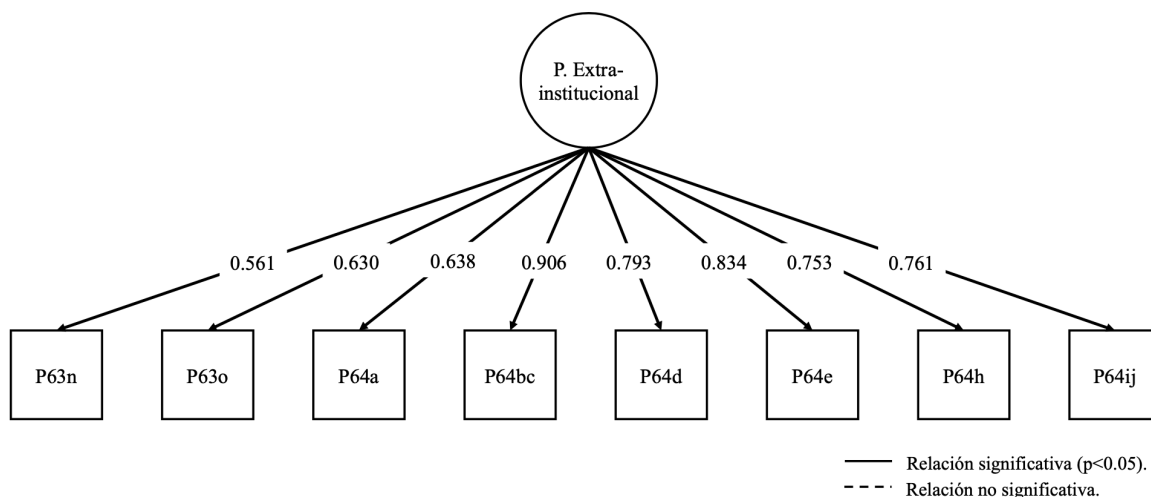 P. Extra-
institucional
0.561
0.630
0.638
0.906
0.793
0.834
0.753
0.761
P63n
P63o
P64a
P64bc
P64d
P64e
P64h
P64ij
Relación significativa (p<0.05).
Relación no significativa.